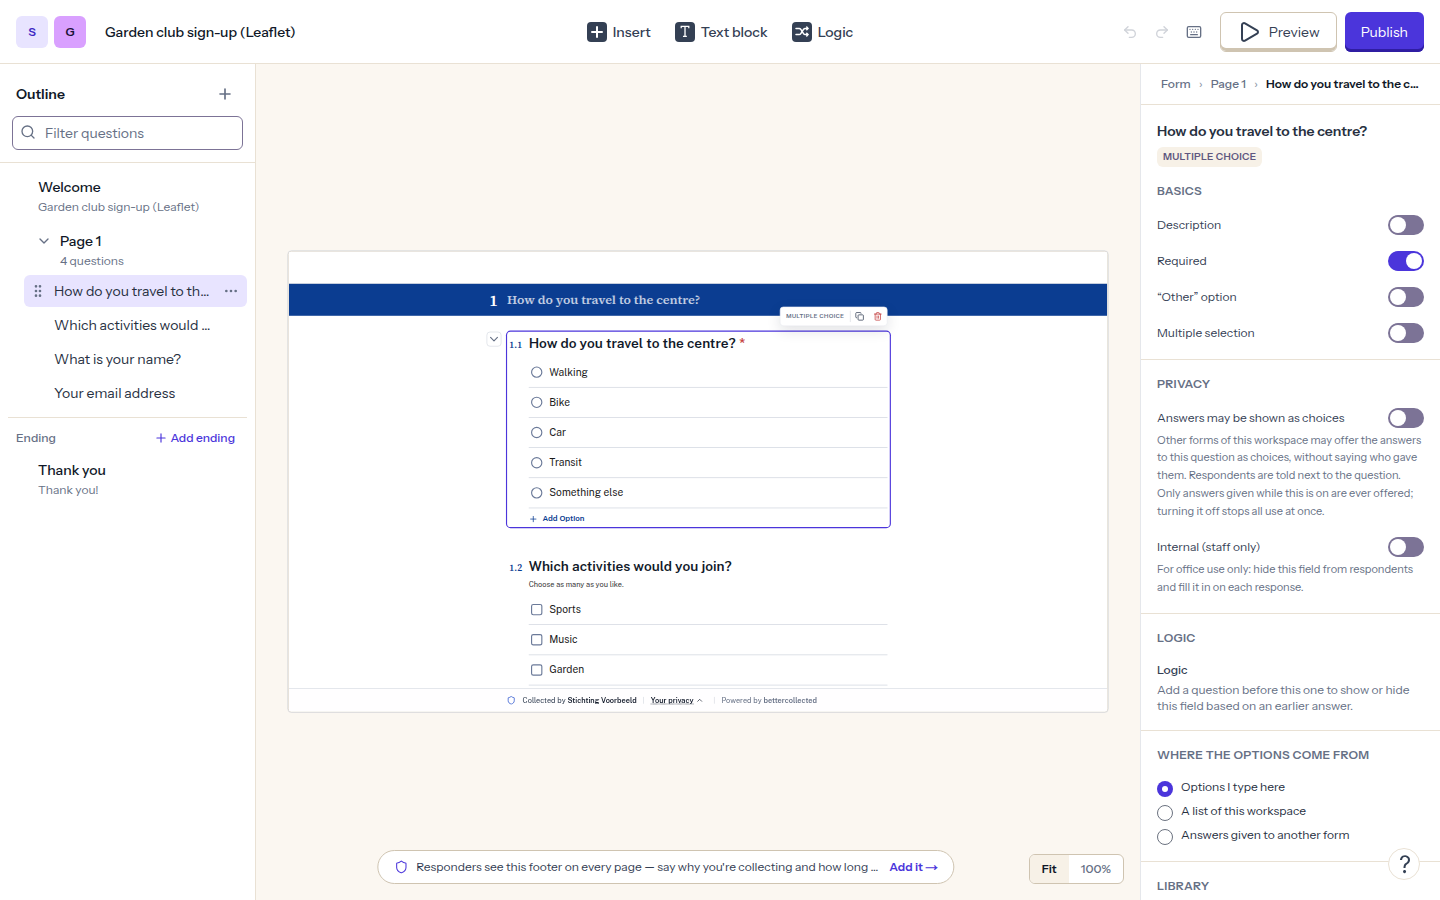 S
G
Garden club sign-up (Leaflet)
Insert
Text block
Logic
Preview
Publish
Outline
Filter questions
Welcome
Garden club sign-up (Leaflet)
Page 1
4 questions
How do you travel to th...
Which activities would ...
What is your name?
Your email address
Ending
Add ending
Thank you
Thank you!
1 How do you travel to the centre?
MULTIPLE CHOICE
1.1 How do you travel to the centre? *
Walking
Bike
Car
Transit
Something else
Add Option
1.2 Which activities would you join?
Choose as many as you like.
Sports
Music
Garden
Collected by Stichting Voorbeeld
Your privacy
Powered by bettercollected
Responders see this footer on every page — say why you're collecting and how long ... Add it →
Fit
100%
Form › Page 1 › How do you travel to the c...
How do you travel to the centre?
MULTIPLE CHOICE
BASICS
Description
Required
“Other” option
Multiple selection
PRIVACY
Answers may be shown as choices
Other forms of this workspace may offer the answers
to this question as choices, without saying who gave
them. Respondents are told next to the question.
Only answers given while this is on are ever offered;
turning it off stops all use at once.
Internal (staff only)
For office use only: hide this field from respondents
and fill it in on each response.
LOGIC
Logic
Add a question before this one to show or hide
this field based on an earlier answer.
WHERE THE OPTIONS COME FROM
Options I type here
A list of this workspace
Answers given to another form
?
LIBRARY